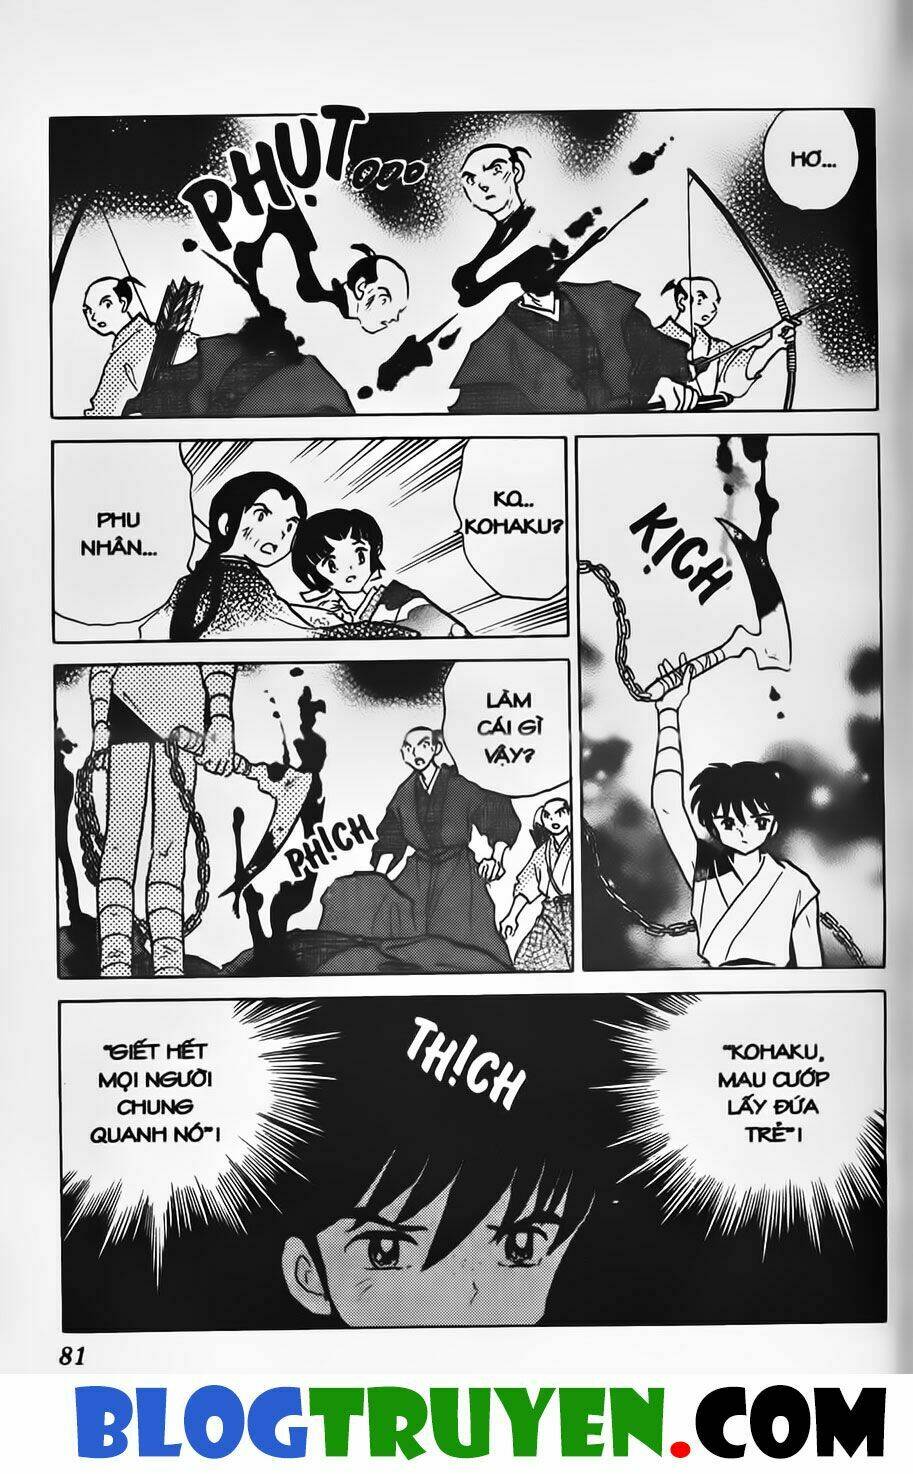 HƠ...
PHỤT...
KO...
KOHAKU?
PHU
NHÂN...
KỊCH
LÀM
CÁI GÌ
VẬY?
PHỊCH
"KOHAKU,
MAU CƯỚP
LẤY ĐỨA
TRẺ"!
THỊCH
"GIẾT HẾT
MỌI NGƯỜI
CHUNG
QUANH NÓ"!
81
BLOGTRUYEN.COM